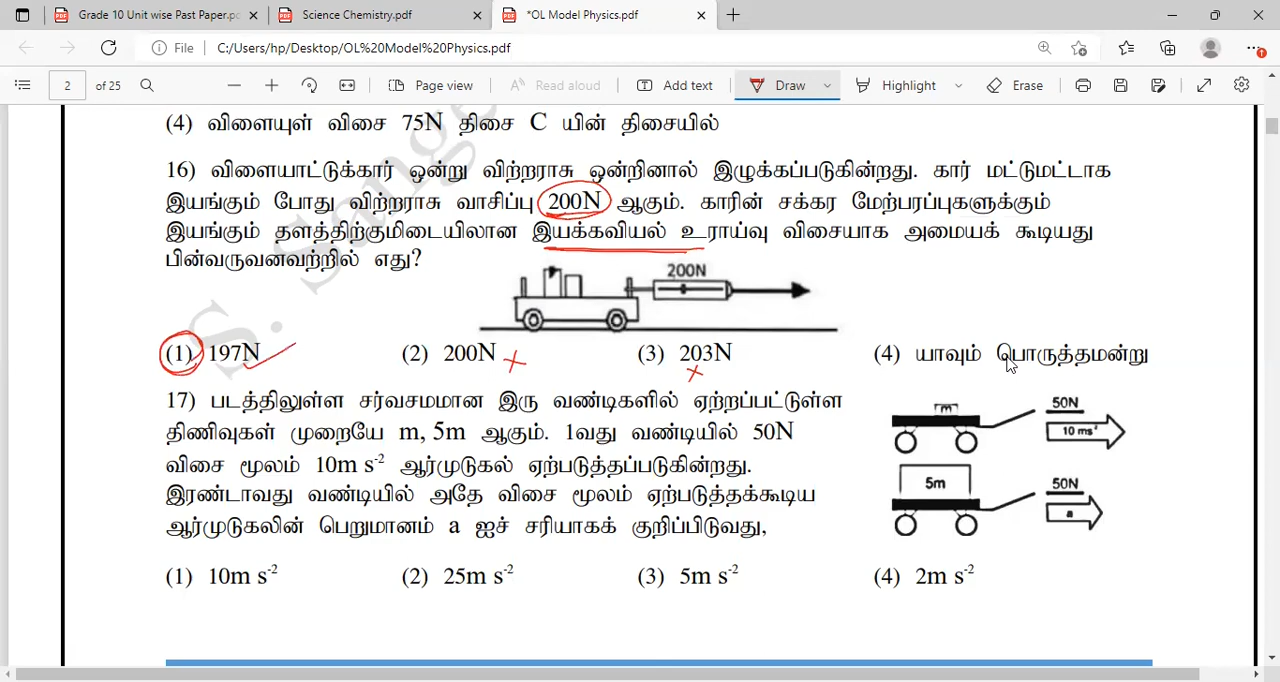 Grade 10 Unit wise Past Paper.pc
Science Chemistry.pdf
*OL Model Physics.pdf
File C:/Users/hp/Desktop/OL%20Model%20Physics.pdf
2 of 25 Page view Read aloud Add text Draw Highlight Erase
(4) விளையுள் விசை 75N திசை C யின் திசையில்
16) விளையாட்டுக்கார் ஒன்று விற்றராசு ஒன்றினால் இழுக்கப்படுகின்றது. கார் மட்டுமட்டாக
இயங்கும் போது விற்றராசு வாசிப்பு 200N ஆகும். காரின் சக்கர மேற்பரப்புகளுக்கும்
இயங்கும் தளத்திற்குமிடையிலான இயக்கவியல் உராய்வு விசையாக அமையக் கூடியது
பின்வருவனவற்றில் எது?
200N
(1) 197N (2) 200N (3) 203N (4) யாவும் பொருத்தமன்று
17) படத்திலுள்ள சர்வசமமான இரு வண்டிகளில் ஏற்றப்பட்டுள்ள
திணிவுகள் முறையே m, 5m ஆகும். 1வது வண்டியில் 50N
விசை மூலம் 10m s⁻² ஆர்முடுகல் ஏற்படுத்தப்படுகின்றது.
இரண்டாவது வண்டியில் அதே விசை மூலம் ஏற்படுத்தக்கூடிய
ஆர்முடுகலின் பெறுமானம் a ஐச் சரியாகக் குறிப்பிடுவது,
m 50N
10 ms⁻²
5m 50N
a
(1) 10m s⁻² (2) 25m s⁻² (3) 5m s⁻² (4) 2m s⁻²
S. Sange